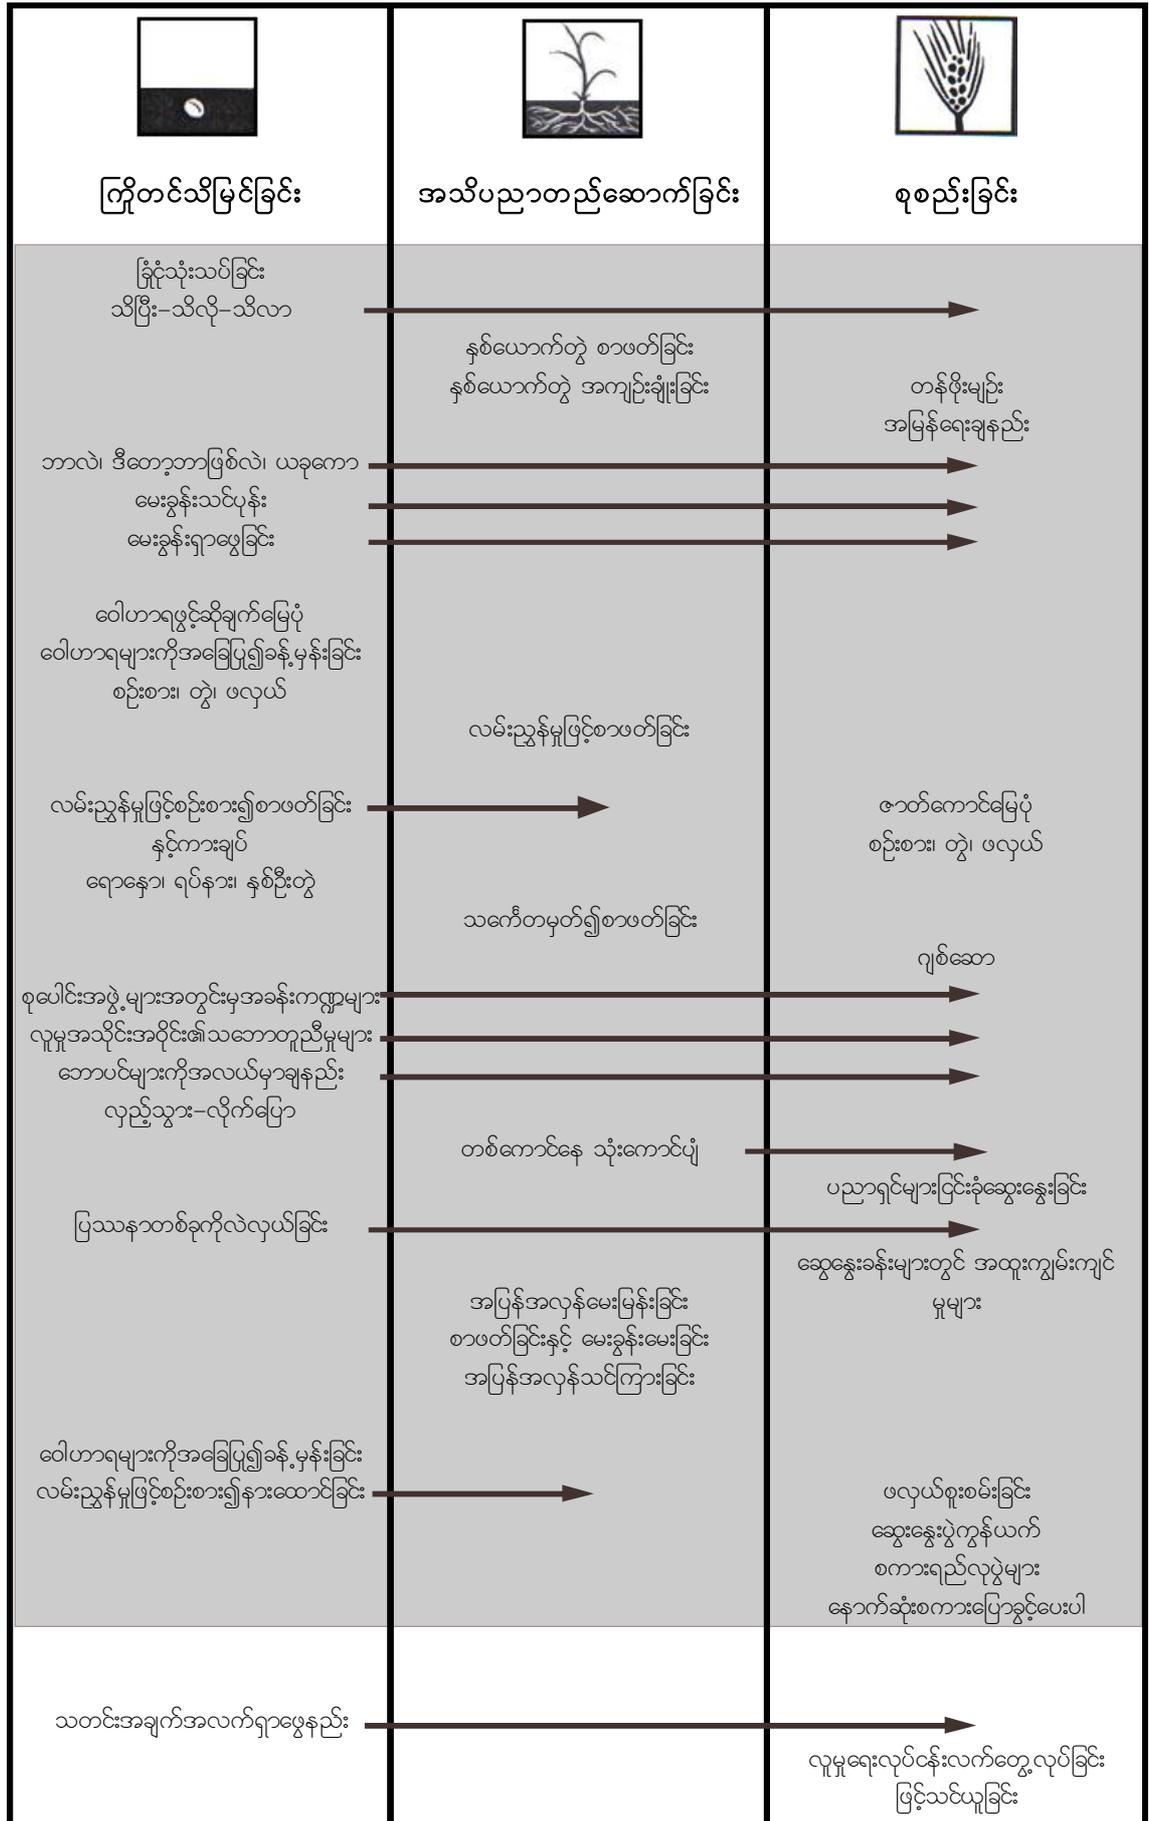 ကြိုတင်သိမြင်ခြင်း
အသိပညာတည်ဆောက်ခြင်း
စုစည်းခြင်း
ခြုံငုံသုံးသပ်ခြင်း
သိပြီး–သိလို–သိလာ
နှစ်ယောက်တွဲ စာဖတ်ခြင်း
နှစ်ယောက်တွဲ အကျဉ်းချုံးခြင်း
တန်ဖိုးမျဉ်း
အမြန်ရေးချနည်း
ဘာလဲ၊ ဒီတော့ဘာဖြစ်လဲ၊ ယခုကော
မေးခွန်းသင်ပုန်း
မေးခွန်းရှာဖွေခြင်း
ဝေါဟာရဖွင့်ဆိုချက်မြေပုံ
ဝေါဟာရများကိုအခြေပြု၍ခန့်မှန်းခြင်း
စဉ်းစား၊ တွဲ၊ ဖလှယ်
လမ်းညွှန်မှုဖြင့်စာဖတ်ခြင်း
လမ်းညွှန်မှုဖြင့်စဉ်းစား၍စာဖတ်ခြင်း
နှင့်ကားချပ်
ရောနှော၊ ရပ်နား၊ နှစ်ဦးတွဲ
ဇာတ်ကောင်မြေပုံ
စဉ်းစား၊ တွဲ၊ ဖလှယ်
သင်္ကေတမှတ်၍စာဖတ်ခြင်း
ဂျစ်ဆော
စုပေါင်းအဖွဲ့များအတွင်းမှအခန်းကဏ္ဍများ
လူမှုအသိုင်းအဝိုင်း၏သဘောတူညီမှုများ
ဘောပင်များကိုအလယ်မှာချနည်း
လှည့်သွား–လိုက်ပြော
တစ်ကောင်နေ သုံးကောင်ပျံ
ပညာရှင်များငြင်းခုံဆွေးနွေးခြင်း
ပြဿနာတစ်ခုကိုလဲလှယ်ခြင်း
ဆွေးနွေးခန်းများတွင် အထူးကျွမ်းကျင်
မှုများ
အပြန်အလှန်မေးမြန်းခြင်း
စာဖတ်ခြင်းနှင့် မေးခွန်းမေးခြင်း
အပြန်အလှန်သင်ကြားခြင်း
ဝေါဟာရများကိုအခြေပြု၍ခန့်မှန်းခြင်း
လမ်းညွှန်မှုဖြင့်စဉ်းစား၍နားထောင်ခြင်း
ဖလှယ်စူးစမ်းခြင်း
ဆွေးနွေးပွဲကွန်ယက်
စကားရည်လုပွဲများ
နောက်ဆုံးစကားပြောခွင့်ပေးပါ
သတင်းအချက်အလက်ရှာဖွေနည်း
လူမှုရေးလုပ်ငန်းလက်တွေ့လုပ်ခြင်း
ဖြင့်သင်ယူခြင်း